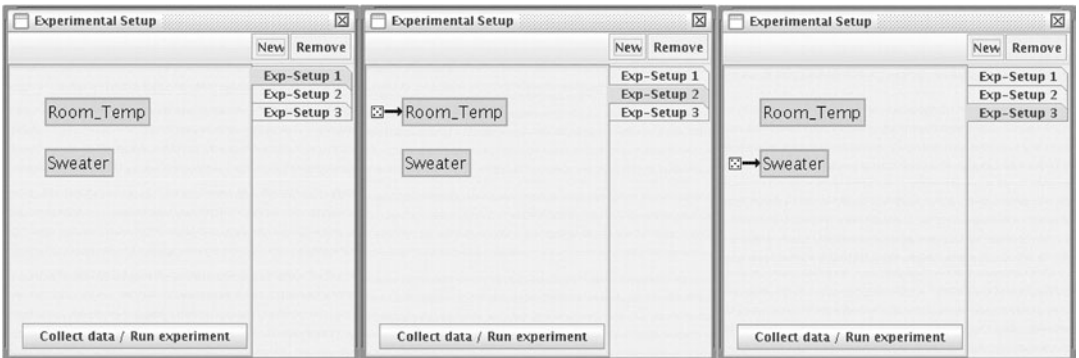 Experimental Setup
New Remove
Exp-Setup 1
Exp-Setup 2
Exp-Setup 3
Room_Temp
Sweater
Collect data / Run experiment
Experimental Setup
New Remove
Exp-Setup 1
Exp-Setup 2
Exp-Setup 3
Room_Temp
Sweater
Collect data / Run experiment
Experimental Setup
New Remove
Exp-Setup 1
Exp-Setup 2
Exp-Setup 3
Room_Temp
Sweater
Collect data / Run experiment